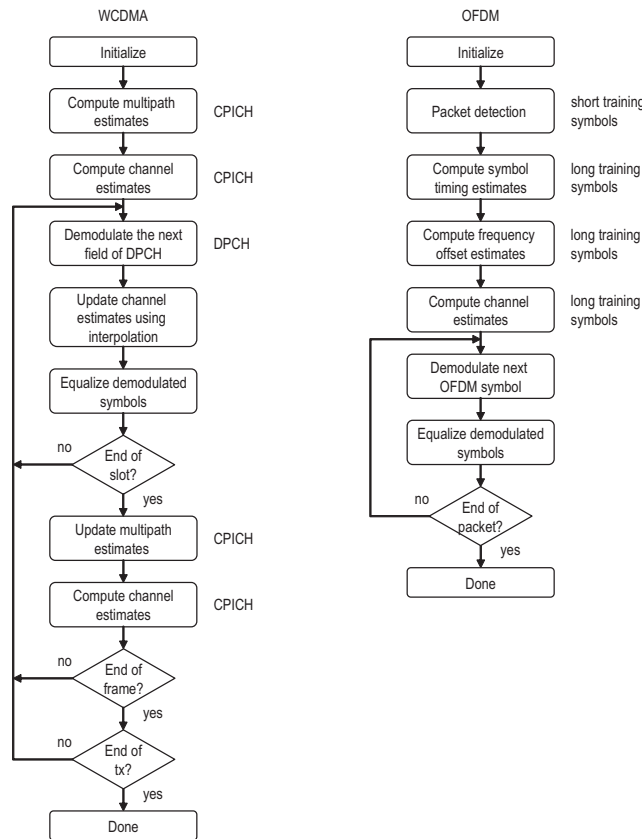 WCDMA
Initialize
Compute multipath
estimates
CPICH
Compute channel
estimates
CPICH
Demodulate the next
field of DPCH
DPCH
Update channel
estimates using
interpolation
Equalize demodulated
symbols
no
End of
slot?
yes
Update multipath
estimates
CPICH
Compute channel
estimates
CPICH
no
End of
frame?
yes
no
End of
tx?
yes
Done
OFDM
Initialize
Packet detection
short training
symbols
Compute symbol
timing estimates
long training
symbols
Compute frequency
offset estimates
long training
symbols
Compute channel
estimates
long training
symbols
Demodulate next
OFDM symbol
Equalize demodulated
symbols
no
End of
packet?
yes
Done